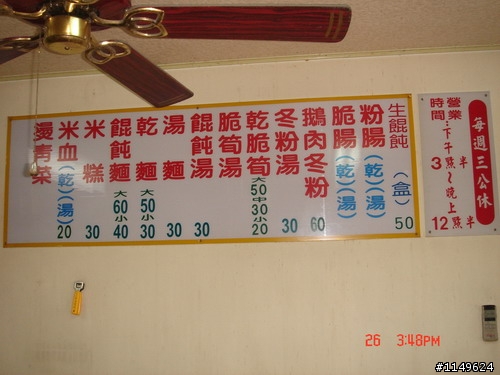 生餛飩(盒)50
粉腸(乾)(湯)
脆腸(乾)(湯)
鵝肉冬粉 60
冬粉湯 30
乾脆筍 大50中30小20
脆筍湯
餛飩湯 30
湯麵 30
乾麵 大50小30
餛飩麵 大60小40
米糕 30
米血(乾)(湯)20
燙青菜
每週三公休
營業時間:下午3點半~晚上12點半
26 3:48PM
#1149624